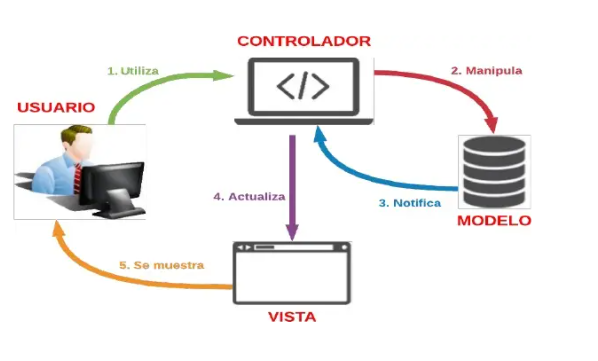 CONTROLADOR
1. Utiliza
2. Manipula
USUARIO
</>
4. Actualiza
3. Notifica
MODELO
5. Se muestra
VISTA